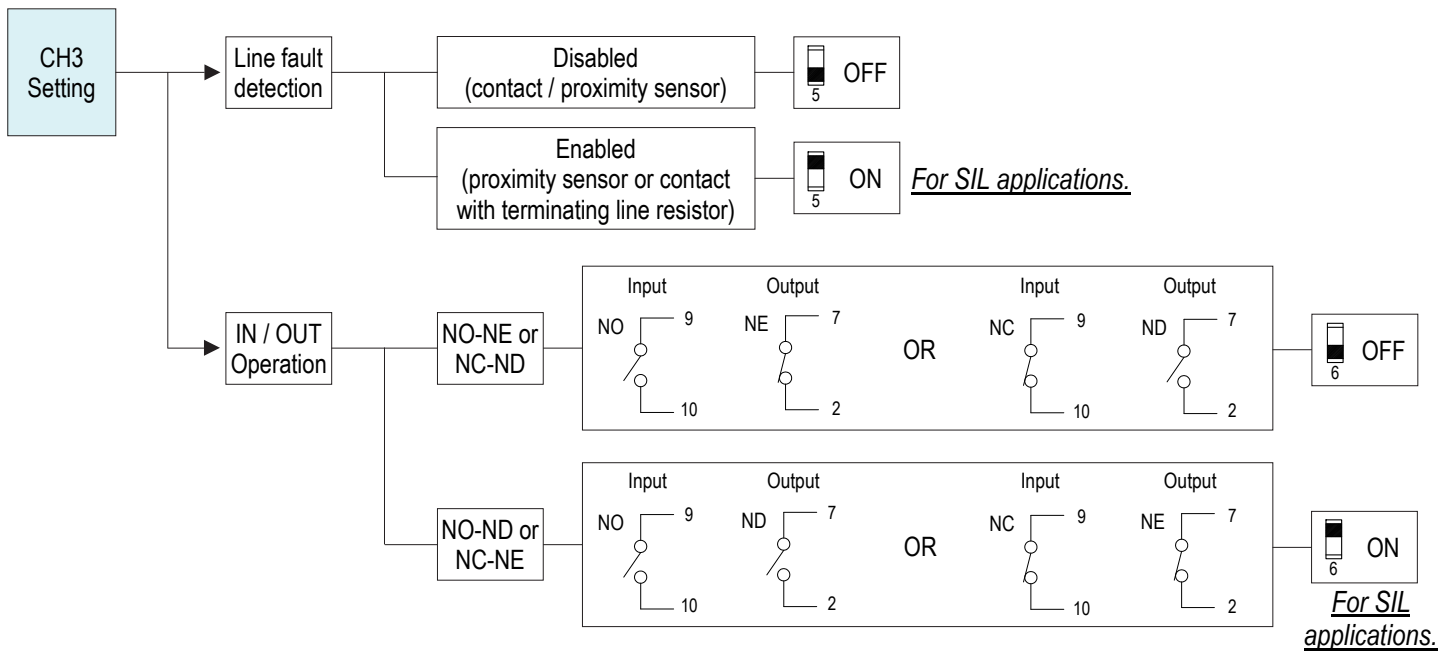 CH3
Setting
Line fault
detection
Disabled
(contact / proximity sensor)
5
OFF
Enabled
(proximity sensor or contact
with terminating line resistor)
5
ON
For SIL applications.
IN / OUT
Operation
NO-NE or
NC-ND
Input
Output
Input
Output
NO
9
10
NE
7
2
OR
NC
9
10
ND
7
2
6
OFF
NO-ND or
NC-NE
Input
Output
Input
Output
NO
9
10
ND
7
2
OR
NC
9
10
NE
7
2
6
ON
For SIL
applications.